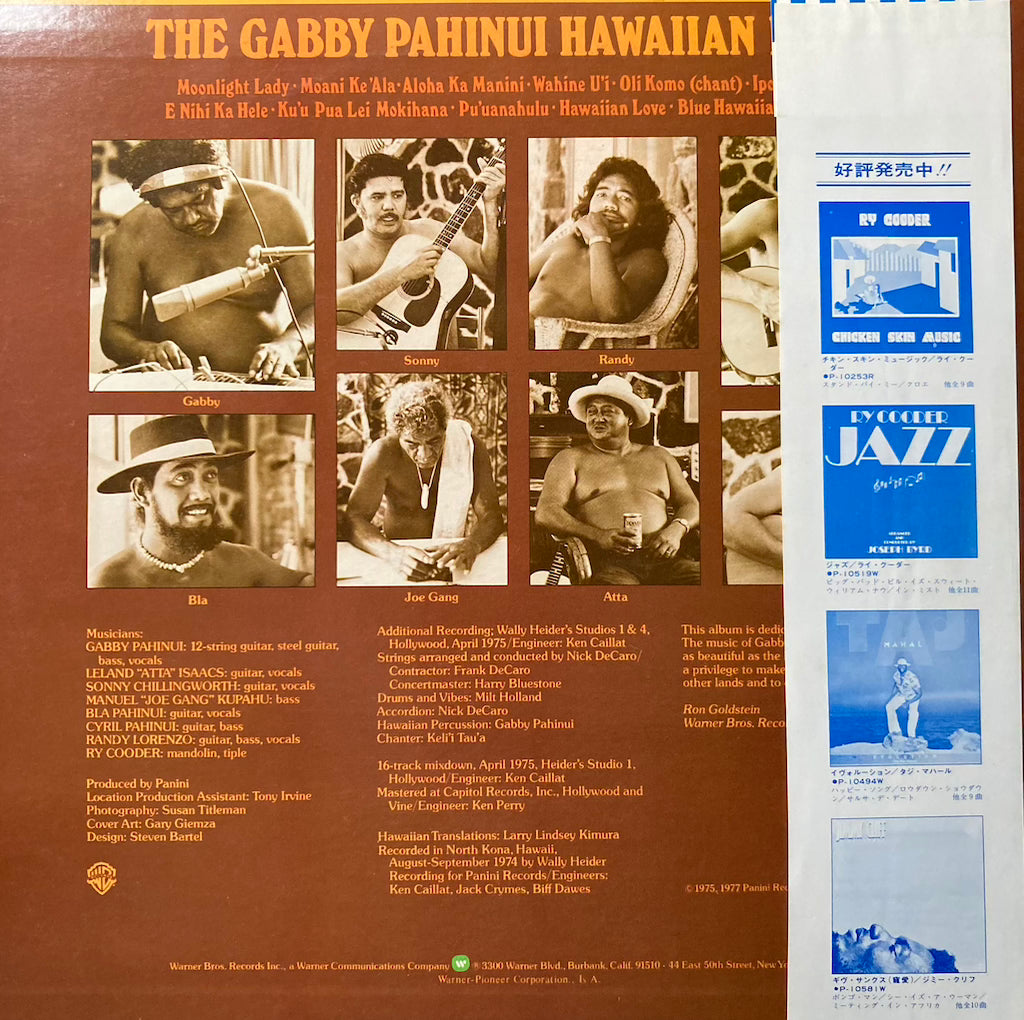 THE GABBY PAHINUI HAWAIIAN
Moonlight Lady · Moani Ke'Ala · Aloha Ka Manini · Wahine U'i · Oli Komo (chant) · Ipo
E Nihi Ka Hele · Ku'u Pua Lei Mokihana · Pu'uanahulu · Hawaiian Love · Blue Hawaiia
Gabby
Sonny
Randy
Bla
Joe Gang
Atta
Musicians:
GABBY PAHINUI: 12-string guitar, steel guitar,
bass, vocals
LELAND "ATTA" ISAACS: guitar, vocals
SONNY CHILLINGWORTH: guitar, vocals
MANUEL "JOE GANG" KUPAHU: bass
BLA PAHINUI: guitar, vocals
CYRIL PAHINUI: guitar, bass
RANDY LORENZO: guitar, bass, vocals
RY COODER: mandolin, tiple
Produced by Panini
Location Production Assistant: Tony Irvine
Photography: Susan Titleman
Cover Art: Gary Giemza
Design: Steven Bartel
Additional Recording; Wally Heider's Studios 1 & 4,
Hollywood, April 1975/Engineer: Ken Caillat
Strings arranged and conducted by Nick DeCaro/
Contractor: Frank DeCaro
Concertmaster: Harry Bluestone
Drums and Vibes: Milt Holland
Accordion: Nick DeCaro
Hawaiian Percussion: Gabby Pahinui
Chanter: Keli'i Tau'a
16-track mixdown, April 1975, Heider's Studio 1,
Hollywood/Engineer: Ken Caillat
Mastered at Capitol Records, Inc., Hollywood and
Vine/Engineer: Ken Perry
Hawaiian Translations: Larry Lindsey Kimura
Recorded in North Kona, Hawaii,
August-September 1974 by Wally Heider
Recording for Panini Records/Engineers:
Ken Caillat, Jack Crymes, Biff Dawes
This album is dedic
The music of Gabb
as beautiful as the
a privilege to make
other lands and to
Ron Goldstein
Warner Bros. Reco
© 1975, 1977 Panini Rec
Warner Bros. Records Inc., a Warner Communications Company ® 3300 Warner Blvd., Burbank, Calif. 91510 · 44 East 50th Street, New Yo
Warner-Pioneer Corporation.
好評発売中!!
RY COODER
CHICKEN SKIN MUSIC
チキン・スキン・ミュージック/ライ・クー
ダー
●P-10253R
スタンド・バイ・ミー/クロエ 他全9曲
RY COODER
JAZZ
ARRANGED
AND
CONDUCTED BY
JOSEPH BYRD
ジャズ/ライ・クーダー
●P-10519W
ビッグ・バッド・ビル・イズ・スウィート・
ウィリアム・ナウ/イン・ミスト 他全11曲
TAJ
MAHAL
EVOLUTION
イヴォルーション/タジ・マハール
●P-10494W
ハッピー・ソング/ロウダウン・ショウダウ
ン/サルサ・デ・デート 他全9曲
JIMMY CLIFF
ギヴ・サンクス(寵愛)/ジミー・クリフ
●P-10581W
ボンゴ・マン/シー・イズ・ア・ウーマン/
ミーティング・イン・アフリカ 他全10曲